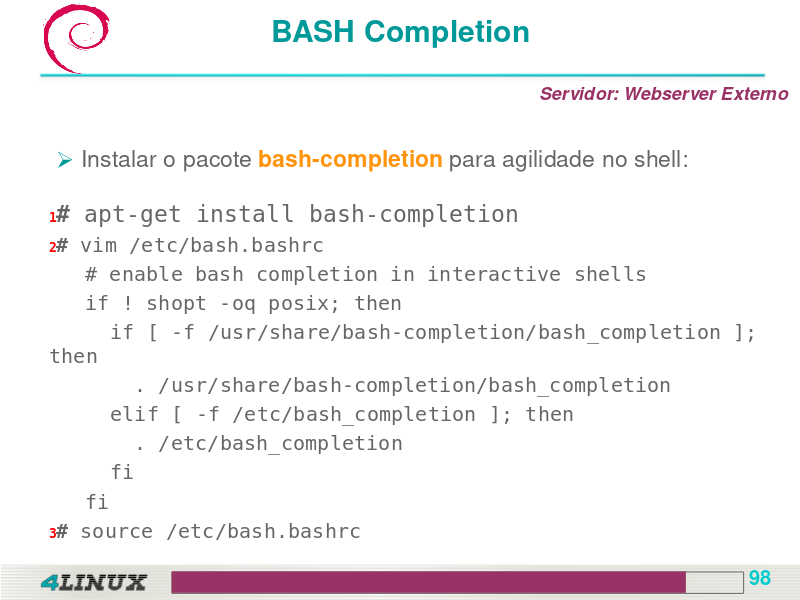 BASH Completion
Servidor: Webserver Externo
Instalar o pacote bash-completion para agilidade no shell:
1# apt-get install bash-completion
2# vim /etc/bash.bashrc
# enable bash completion in interactive shells
if ! shopt -oq posix; then
if [ -f /usr/share/bash-completion/bash_completion ];
then
. /usr/share/bash-completion/bash_completion
elif [ -f /etc/bash_completion ]; then
. /etc/bash_completion
fi
fi
3# source /etc/bash.bashrc
4LINUX
98